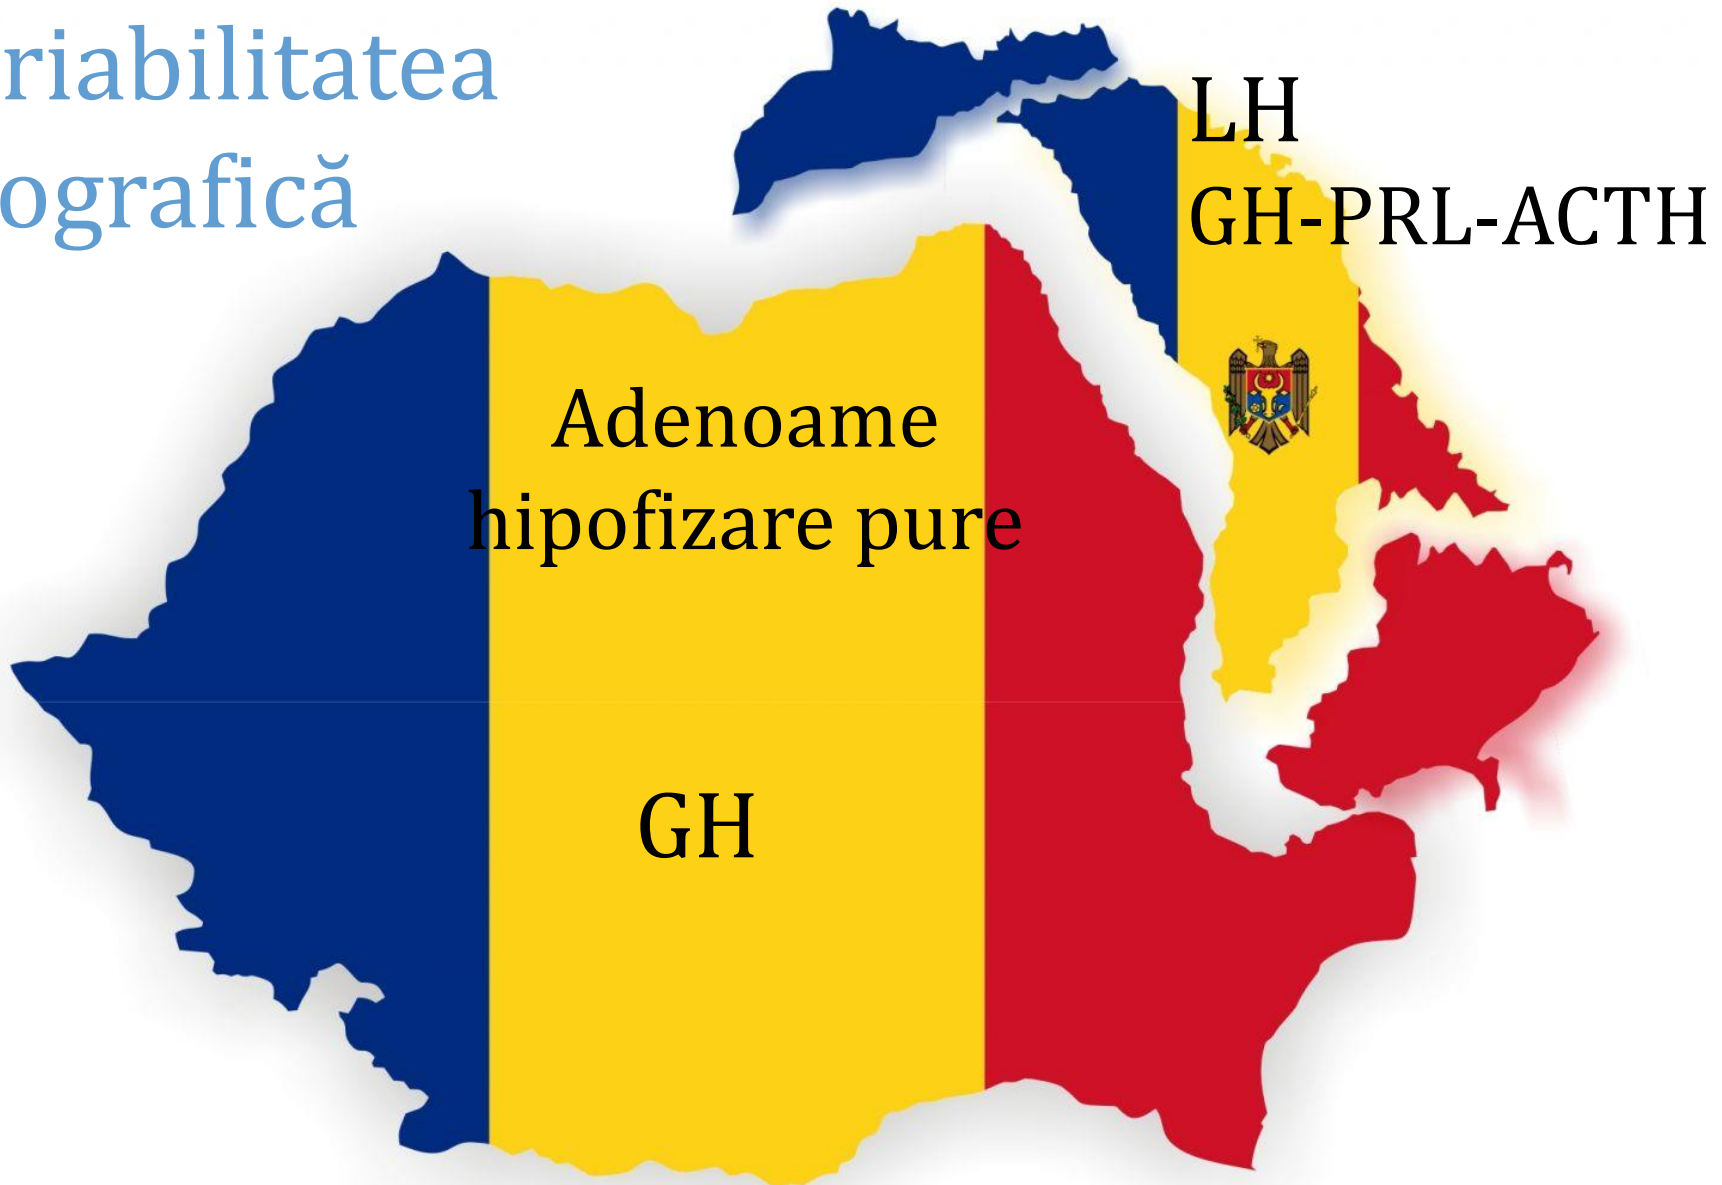 riabilitatea
ografică
LH
GH-PRL-ACTH
Adenoame
hipofizare pure
GH